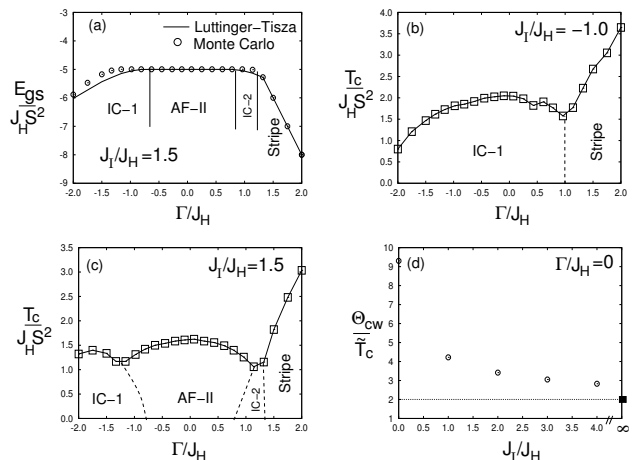 (a)
Luttinger−Tisza
Monte Carlo
E_gs
J_H S^2
-4
-5
-6
-7
-8
-9
IC−1
AF−II
IC−2
Stripe
J_I/J_H=1.5
-2.0 -1.5 -1.0 -0.5 0.0 0.5 1.0 1.5 2.0
Γ/J_H
(b)
J_I/J_H= −1.0
T_c
J_H S^2
4
3.5
3
2.5
2
1.5
1
0.5
0
IC−1
Stripe
-2.0 -1.5 -1.0 -0.5 0.0 0.5 1.0 1.5 2.0
Γ/J_H
(c)
J_I/J_H=1.5
T_c
J_H S^2
3.5
3.0
2.5
2.0
1.5
1.0
0.5
0.0
IC−1
AF−II
IC−2
Stripe
-2.0 -1.5 -1.0 -0.5 0.0 0.5 1.0 1.5 2.0
Γ/J_H
(d)
Γ/J_H=0
Θ_cw
T̃_c
10
9
8
7
6
5
4
3
2
1
0
0.0 1.0 2.0 3.0 4.0 // ∞
J_I/J_H